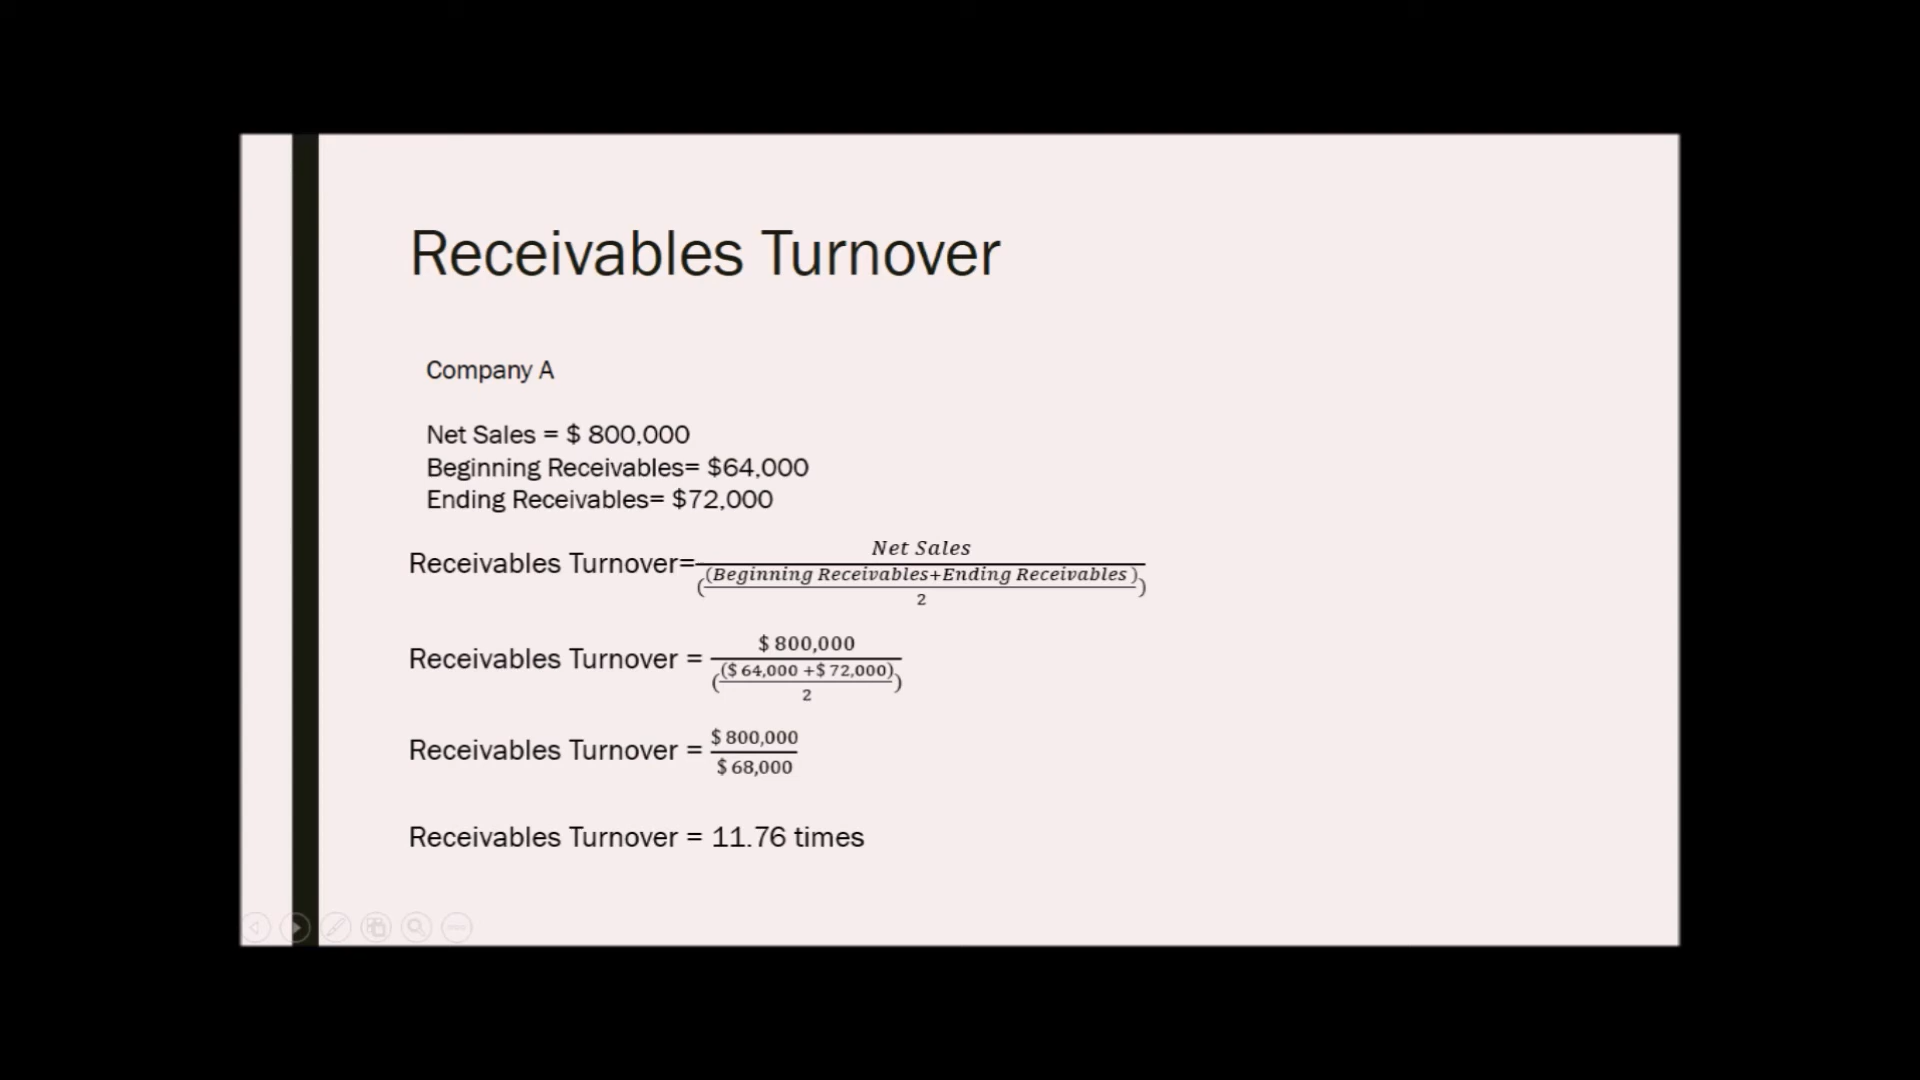 Receivables Turnover
Company A
Net Sales = $ 800,000
Beginning Receivables= $64,000
Ending Receivables= $72,000
Receivables Turnover= Net Sales
((Beginning Receivables+Ending Receivables )
2)
Receivables Turnover = $ 800,000
(($ 64,000 +$ 72,000)
2)
Receivables Turnover = $ 800,000
$ 68,000
Receivables Turnover = 11.76 times